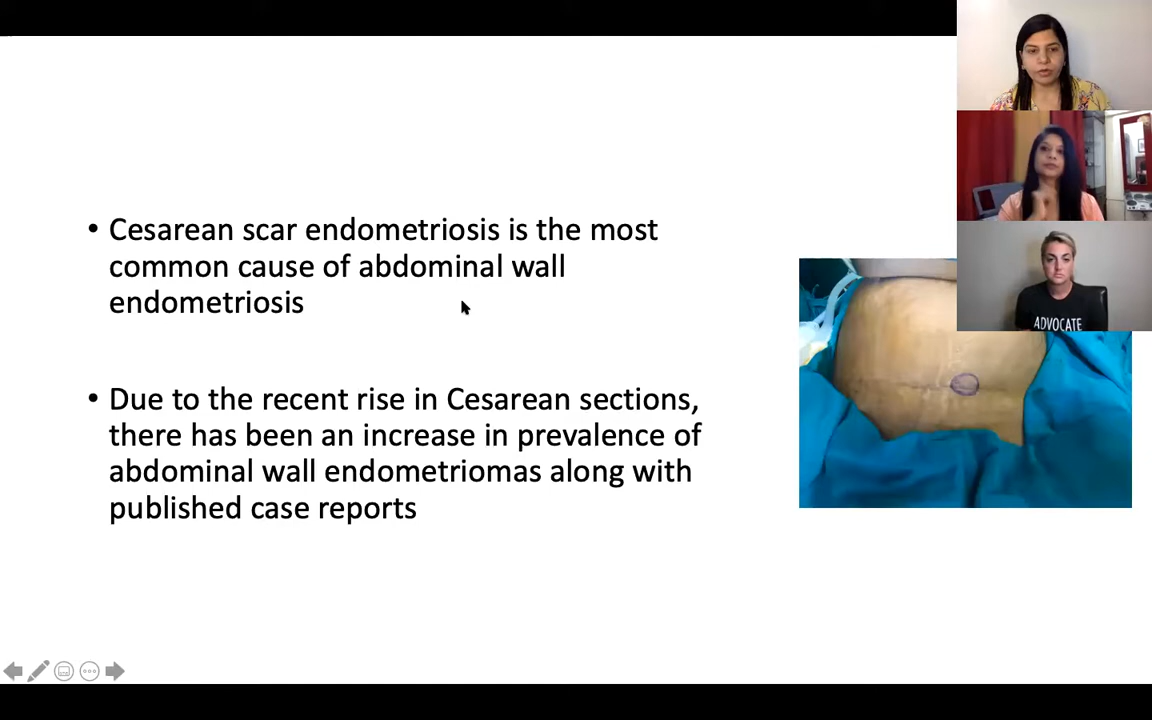 • Cesarean scar endometriosis is the most
common cause of abdominal wall
endometriosis
• Due to the recent rise in Cesarean sections,
there has been an increase in prevalence of
abdominal wall endometriomas along with
published case reports
ADVOCATE